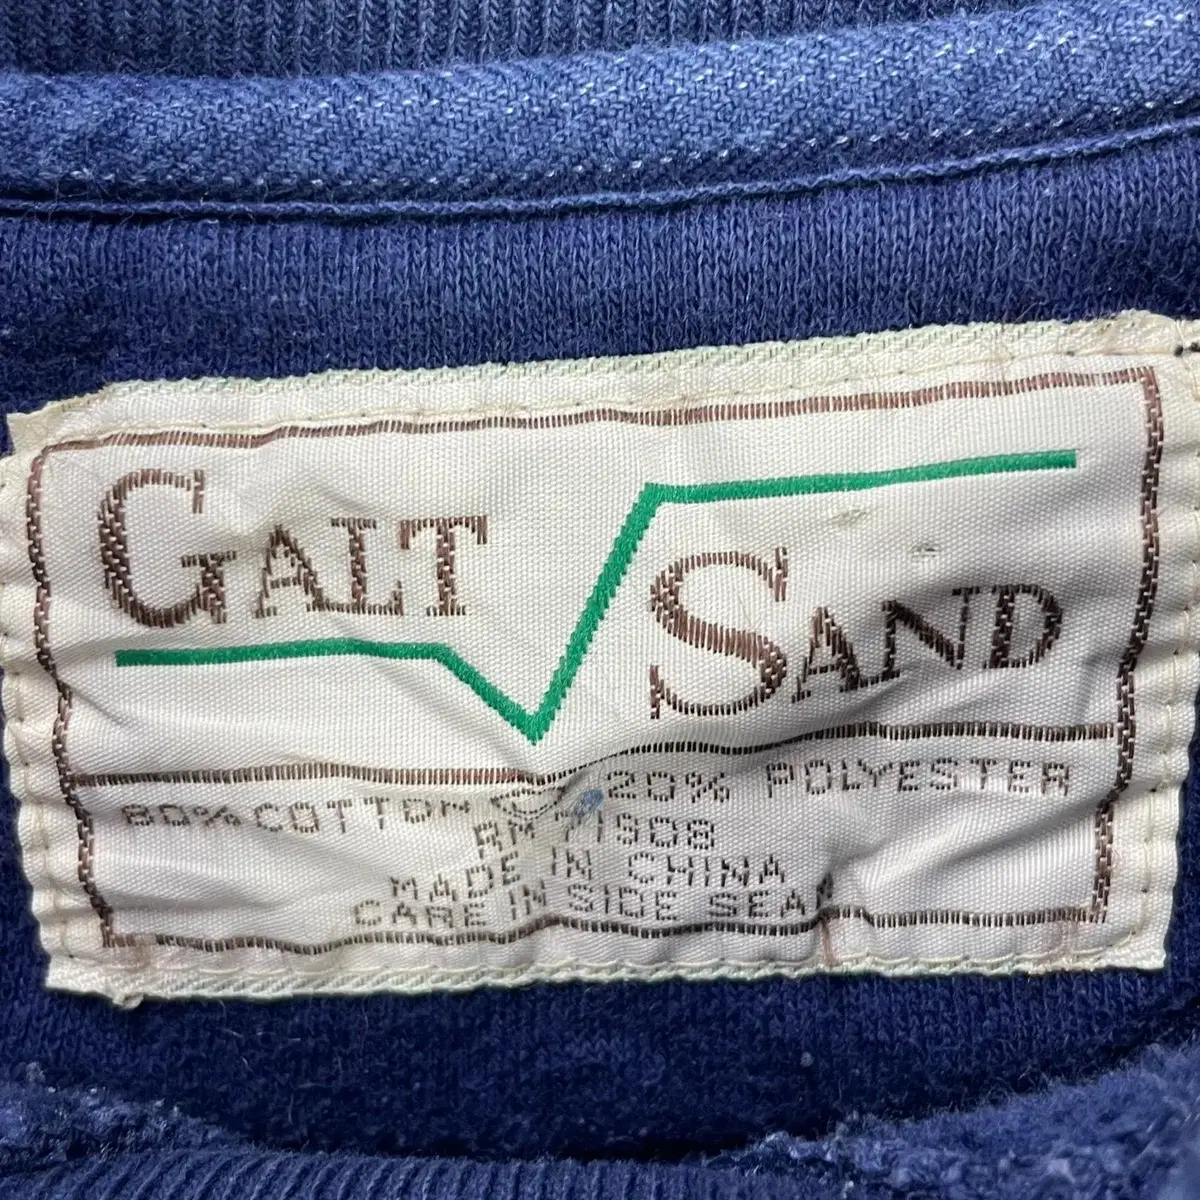 GALT SAND
80% COTTON 20% POLYESTER
RN 71908
MADE IN CHINA
CARE IN SIDE SEAM